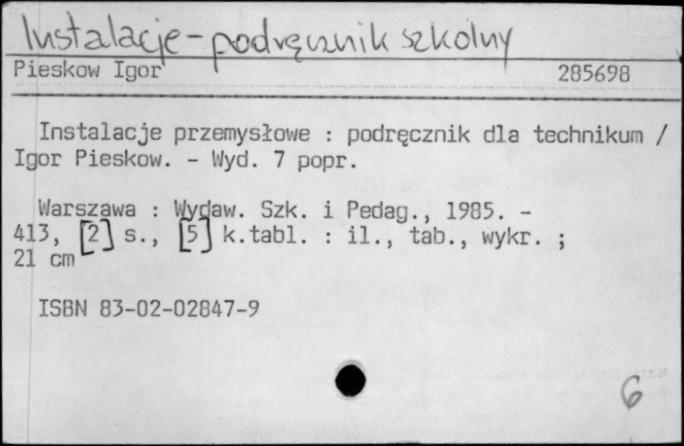 Instalacje - podręcznik szkolny
Pieskow Igor 285698
Instalacje przemysłowe : podręcznik dla technikum /
Igor Pieskow. - Wyd. 7 popr.
Warszawa : Wydaw. Szk. i Pedag., 1985. -
413, [2] s., [5] k.tabl. : il., tab., wykr. ;
21 cm
ISBN 83-02-02847-9
6